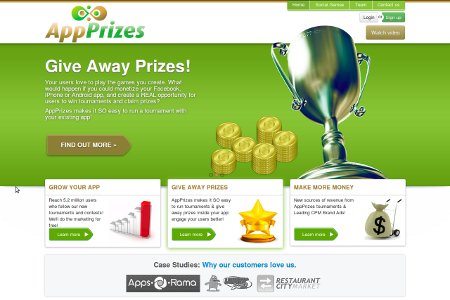 Home Social Games Team Contact us
Login or Sign up
AppPrizes
Watch video
Give Away Prizes!
Your users love to play the games you create. What
would happen if you could monetize your Facebook,
iPhone or Android app, and create a REAL opportunity for
users to win tournaments and claim prizes?
AppPrizes makes it SO easy to run a tournament with
your existing app!
FIND OUT MORE »
GROW YOUR APP
Reach 5.2 million users
who follow our new
tournaments and contests!
We'll do the marketing for
free!
Learn more
GIVE AWAY PRIZES
AppPrizes makes it SO easy
to run tournaments & give
away prizes inside your app
engage your users better!
Learn more
MAKE MORE MONEY
New sources of revenue from
AppPrizes tournaments &
Leading CPM Brand Ads!
$
Learn more
Case Studies: Why our customers love us.
Apps Rama
RESTAURANT
CITY MARKET